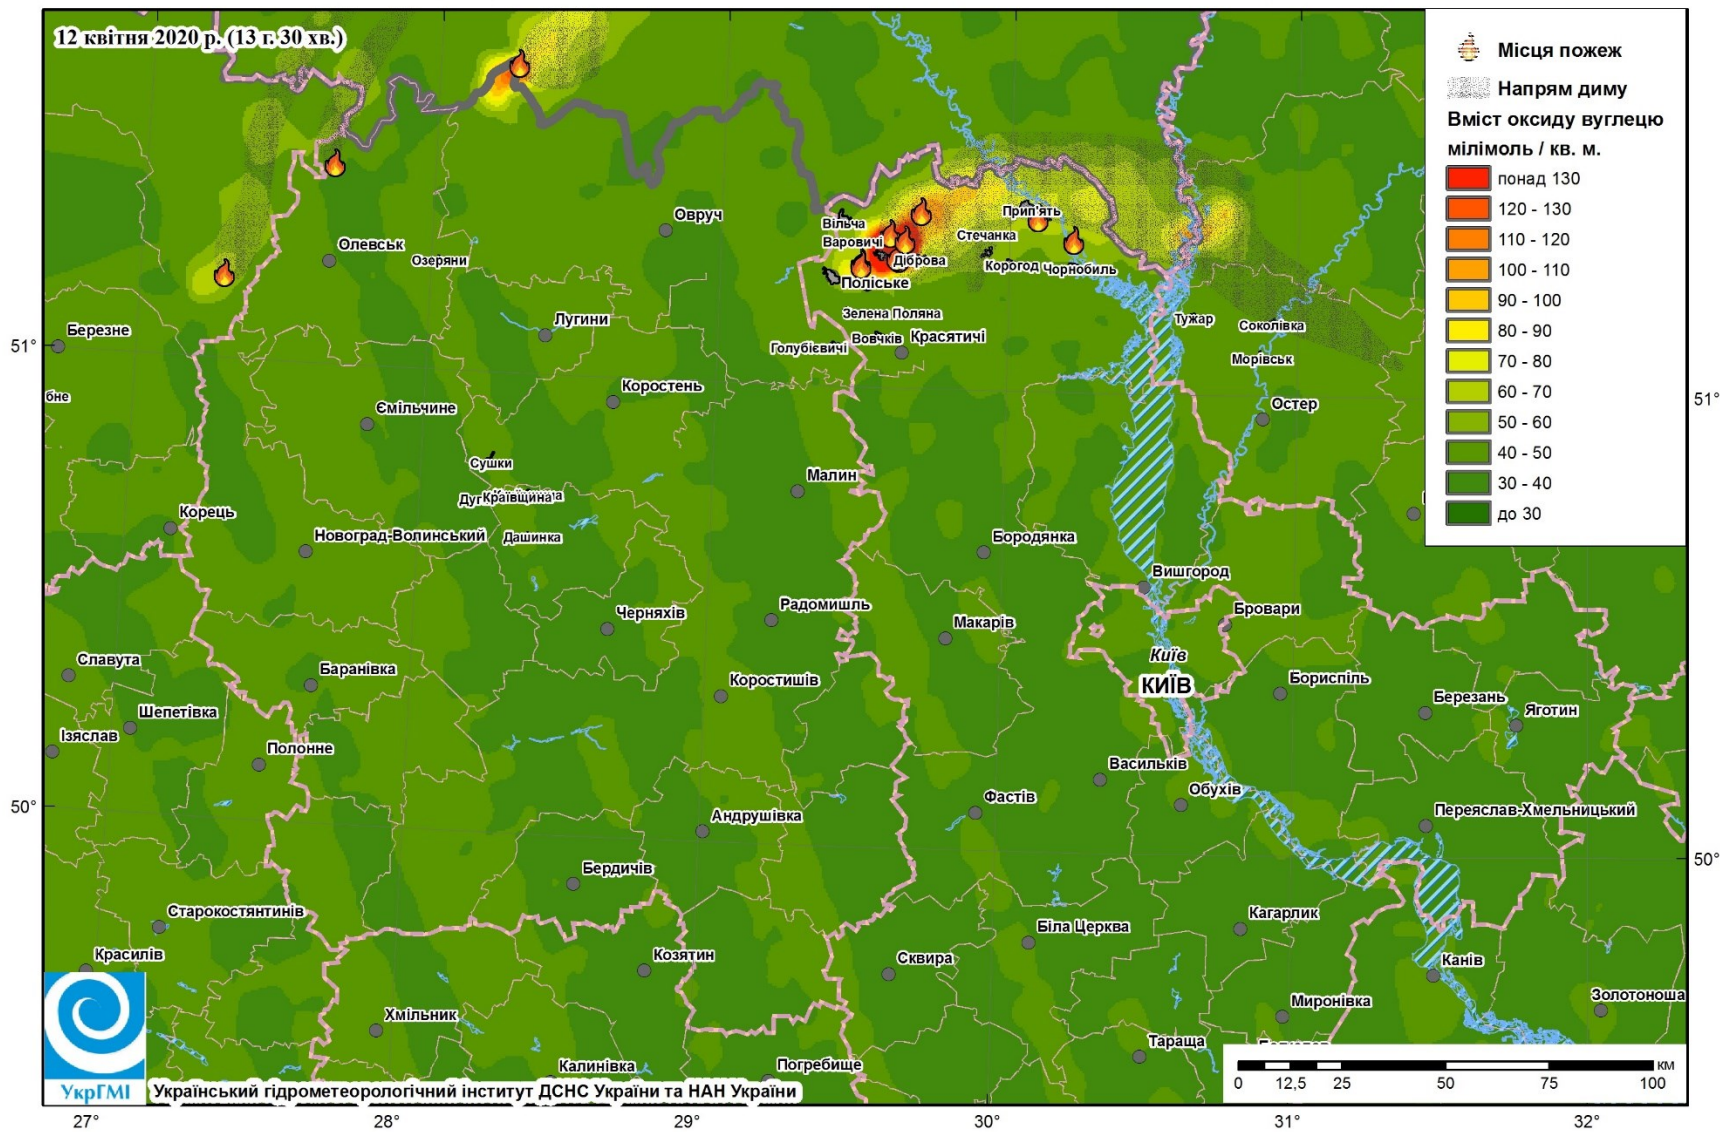 12 квітня 2020 р. (13 г. 30 хв.)
Місця пожеж
Напрям диму
Вміст оксиду вуглецю
мілімоль / кв. м.
понад 130
120 - 130
110 - 120
100 - 110
90 - 100
80 - 90
70 - 80
60 - 70
50 - 60
40 - 50
30 - 40
до 30
Овруч
Вільча
Прип'ять
Олевськ
Озеряни
Варовичі
Стечанка
Діброва
Корогод
Чорнобиль
Поліське
Березне
Лугини
Зелена Поляна
Тужар
Соколівка
51°
Голубієвичі
Вовчків
Красятичі
Морівськ
Коростень
бне
51°
Ємільчине
Остер
Сушки
Малин
Краївщина
Корець
Новоград-Волинський
Дашинка
Бородянка
Вишгород
Черняхів
Радомишль
Макарів
Бровари
Славута
Баранівка
Київ
КИЇВ
Коростишів
Бориспіль
Березань
Шепетівка
Яготин
Ізяслав
Полонне
Васильків
50°
Фастів
Обухів
Андрушівка
Переяслав-Хмельницький
50°
Бердичів
Старокостянтинів
Біла Церква
Кагарлик
Красилів
Козятин
Сквира
Канів
Миронівка
Золотоноша
Хмільник
Тараща
Калинівка
Погребище
км
0 12,5 25 50 75 100
УкрГМІ
Український гідрометеорологічний інститут ДСНС України та НАН України
27° 28° 29° 30° 31° 32°